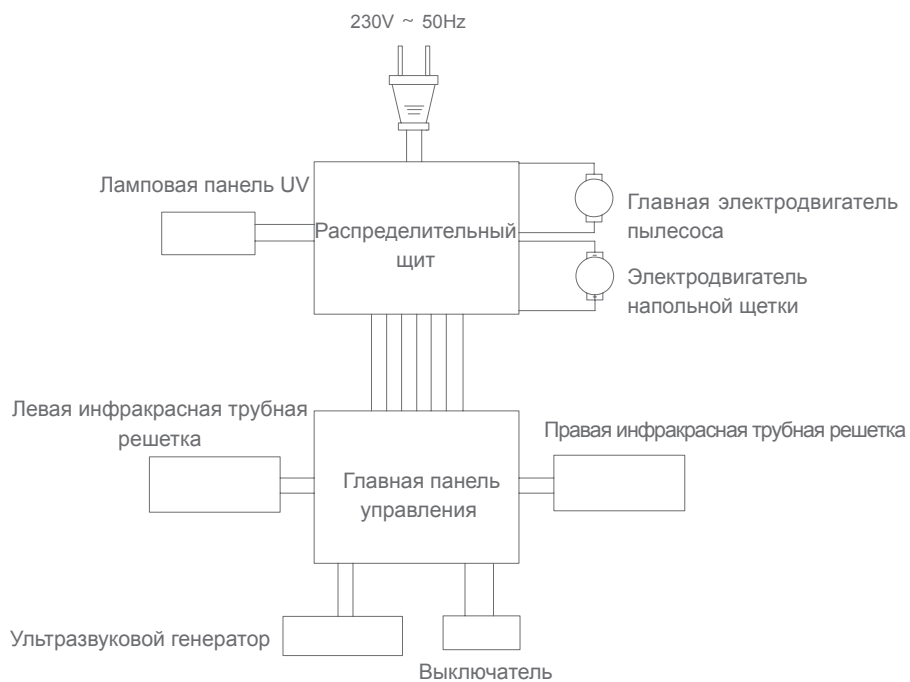 230V ~ 50Hz
Ламповая панель UV
Распределительный
щит
Главная электродвигатель
пылесоса
Электродвигатель
напольной щетки
Левая инфракрасная трубная
решетка
Правая инфракрасная трубная решетка
Главная панель
управления
Ультразвуковой генератор
Выключатель